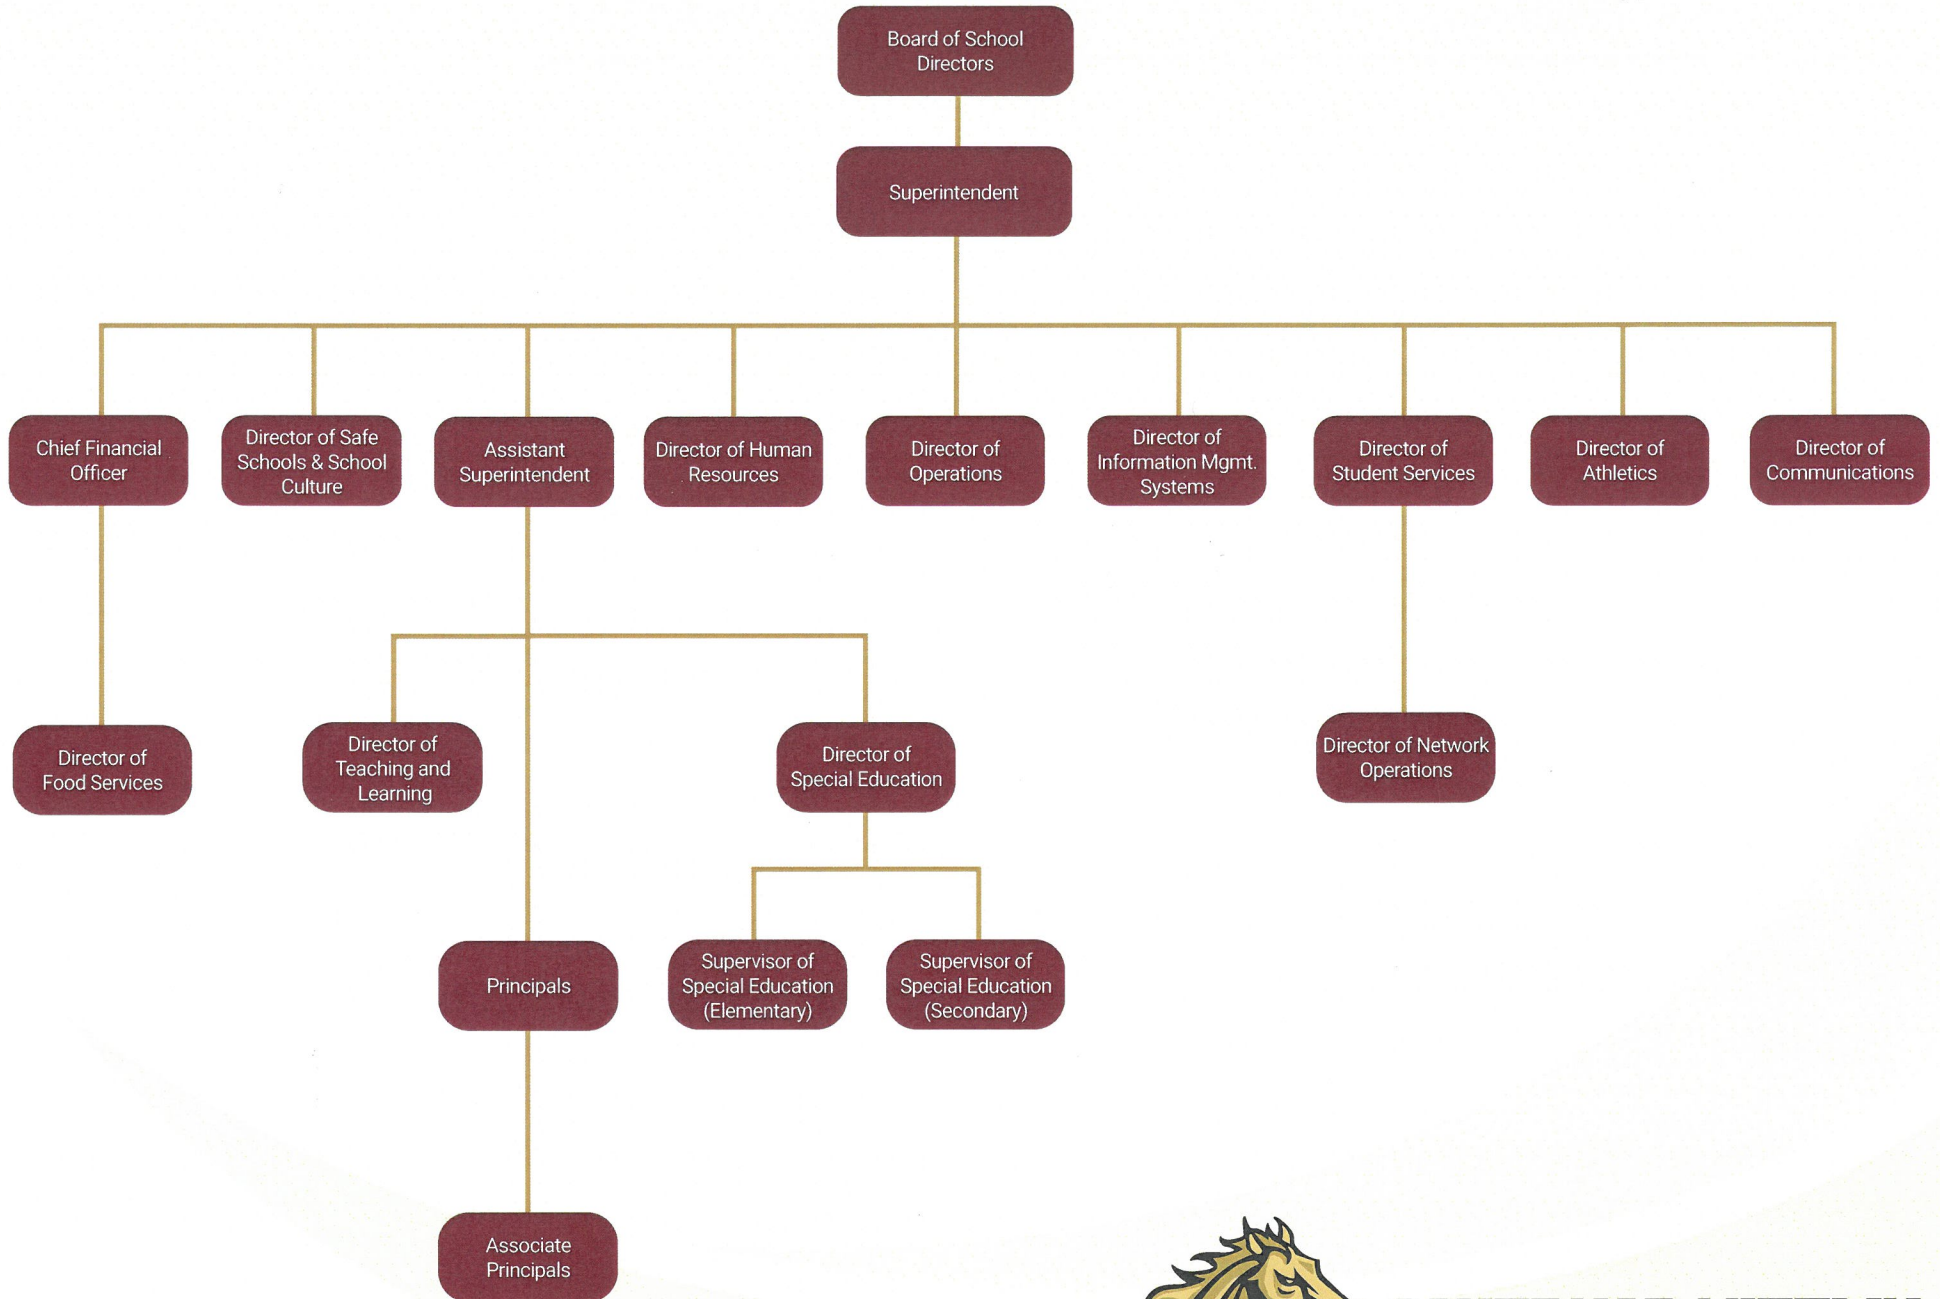 Board of School
Directors
Superintendent
Chief Financial
Officer
Director of Safe
Schools & School
Culture
Assistant
Superintendent
Director of Human
Resources
Director of
Operations
Director of
Information Mgmt.
Systems
Director of
Student Services
Director of
Athletics
Director of
Communications
Director of
Food Services
Director of
Teaching and
Learning
Director of
Special Education
Director of Network
Operations
Principals
Supervisor of
Special Education
(Elementary)
Supervisor of
Special Education
(Secondary)
Associate
Principals